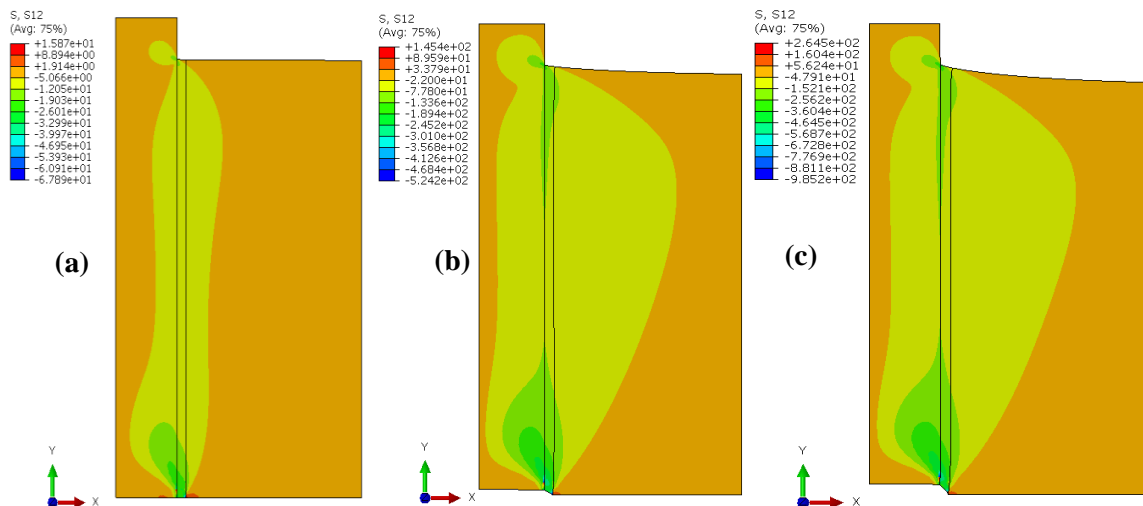 S, S12
(Avg: 75%)
+1.587e+01
+8.894e+00
+1.914e+00
-5.066e+00
-1.205e+01
-1.903e+01
-2.601e+01
-3.299e+01
-3.997e+01
-4.695e+01
-5.393e+01
-6.091e+01
-6.789e+01
(a)
Y
X
S, S12
(Avg: 75%)
+1.454e+02
+8.959e+01
+3.379e+01
-2.200e+01
-7.780e+01
-1.336e+02
-1.894e+02
-2.452e+02
-3.010e+02
-3.568e+02
-4.126e+02
-4.684e+02
-5.242e+02
(b)
Y
X
S, S12
(Avg: 75%)
+2.645e+02
+1.604e+02
+5.624e+01
-4.791e+01
-1.521e+02
-2.562e+02
-3.604e+02
-4.645e+02
-5.687e+02
-6.728e+02
-7.769e+02
-8.811e+02
-9.852e+02
(c)
Y
X